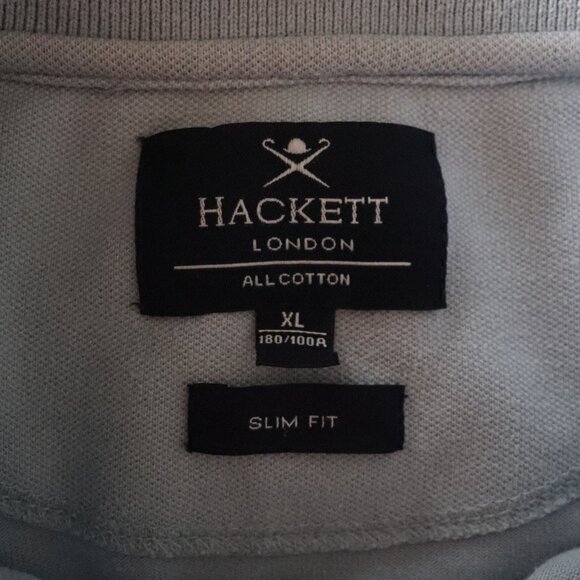 HACKETT
LONDON
ALL COTTON
XL
180/100A
SLIM FIT